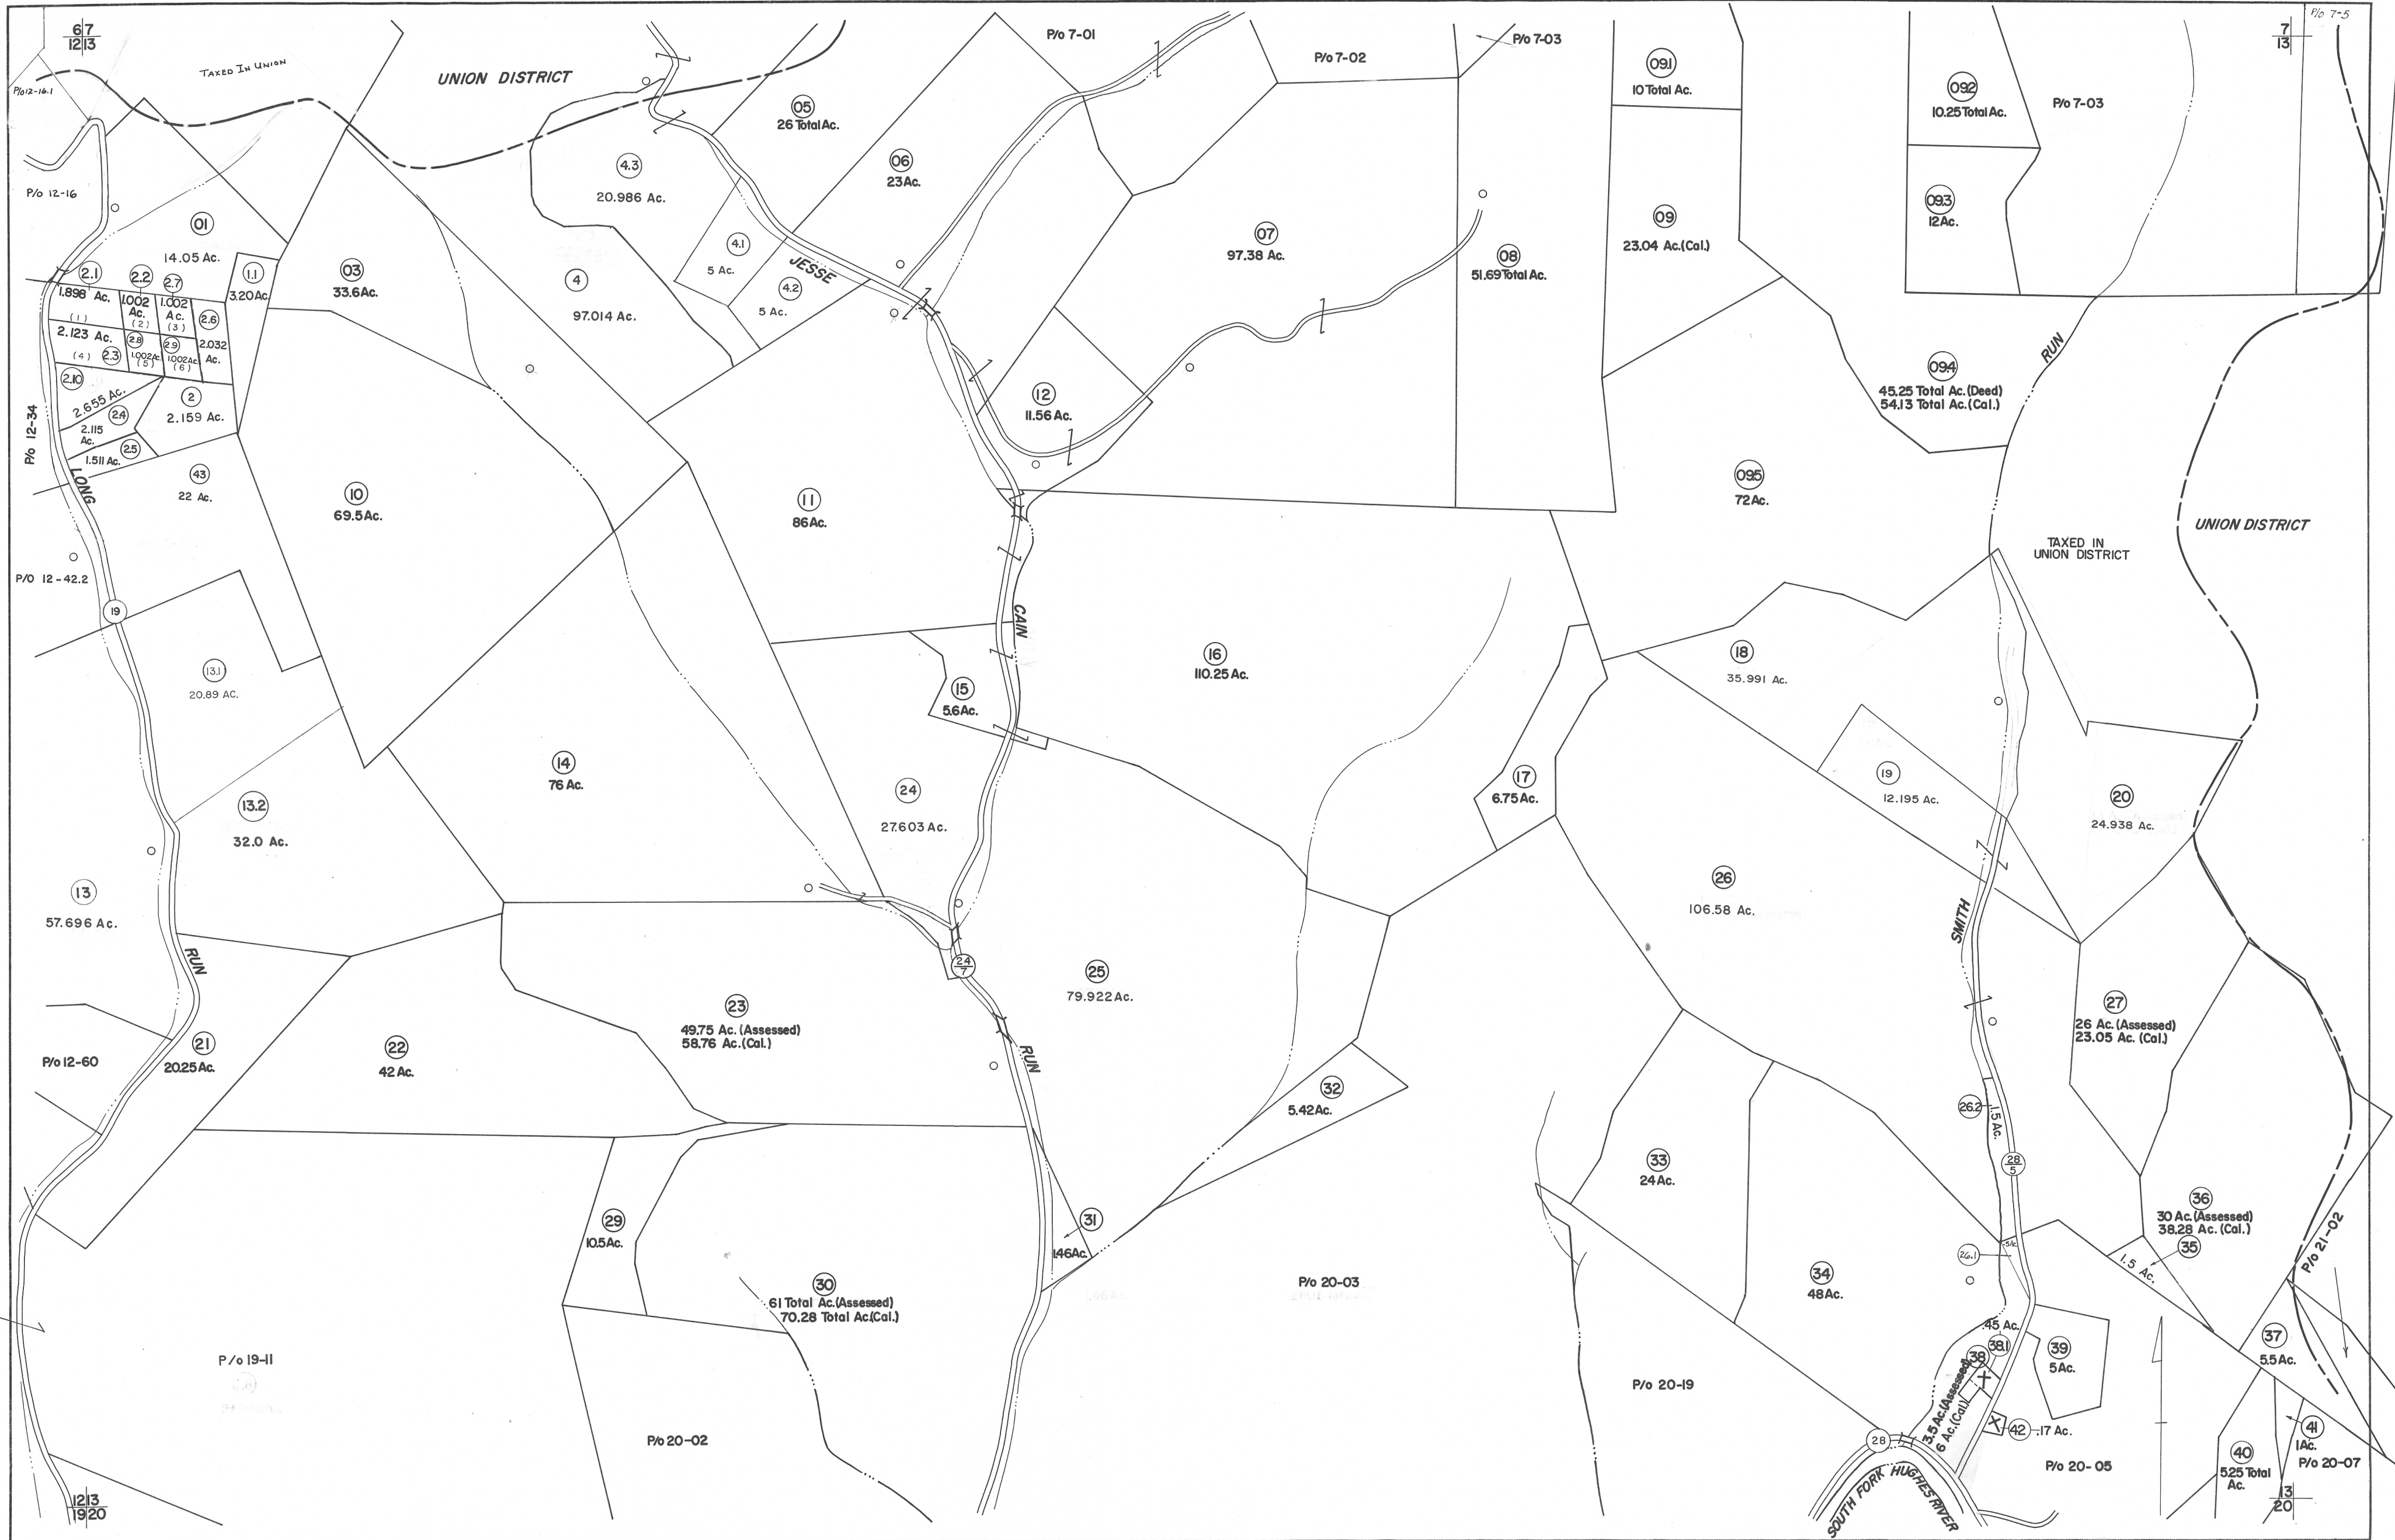 6 7
12 13
TAXED IN UNION
UNION DISTRICT
P/o 7-01
P/o 7-02
P/o 7-03
7
13
P/o 7-5
P/o 12-16.1
P/o 12-16
01
14.05 Ac.
1.1
3.20 Ac.
2.1
1.898 Ac.
(1)
2.2
1.002
Ac.
(2)
2.7
1.002
Ac.
(3)
2.6
2.032
Ac.
2.123 Ac.
(4) 2.3
2.8
1.002 Ac.
(5)
2.9
1.002 Ac.
(6)
2.10
2.655 Ac.
2.4
2.115
Ac.
2.5
1.511 Ac.
2
2.159 Ac.
P/o 12-34
LONG
43
22 Ac.
03
33.6 Ac.
4
97.014 Ac.
4.3
20.986 Ac.
4.1
5 Ac.
4.2
5 Ac.
05
26 Total Ac.
06
23 Ac.
JESSE
07
97.38 Ac.
08
51.69 Total Ac.
09.1
10 Total Ac.
09
23.04 Ac.(Cal.)
09.2
10.25 Total Ac.
P/o 7-03
09.3
12 Ac.
09.4
45.25 Total Ac.(Deed)
54.13 Total Ac.(Cal.)
RUN
09.5
72 Ac.
TAXED IN
UNION DISTRICT
UNION DISTRICT
10
69.5 Ac.
11
86 Ac.
12
11.56 Ac.
P/O 12-42.2
19
CAIN
13.1
20.89 AC.
13.2
32.0 Ac.
13
57.696 Ac.
14
76 Ac.
15
5.6 Ac.
16
110.25 Ac.
17
6.75 Ac.
18
35.991 Ac.
19
12.195 Ac.
20
24.938 Ac.
24
27.603 Ac.
24
7
25
79.922 Ac.
26
106.58 Ac.
SMITH
27
26 Ac. (Assessed)
23.05 Ac. (Cal.)
RUN
P/o 12-60
21
20.25 Ac.
22
42 Ac.
23
49.75 Ac. (Assessed)
58.76 Ac.(Cal.)
RUN
32
5.42 Ac.
26.2
1.5 Ac.
28
5
33
24 Ac.
34
48 Ac.
26.1
36
30 Ac.(Assessed)
38.28 Ac. (Cal.)
35
1.5 Ac.
P/o 21-02
29
10.5 Ac.
30
61 Total Ac.(Assessed)
70.28 Total Ac.(Cal.)
31
1.46 Ac.
P/o 20-03
P/o 19-11
P/o 20-02
P/o 20-19
.45 Ac.
38.1
38
3.5 Ac.(Assessed)
6 Ac.(Cal.)
39
5 Ac.
37
5.5 Ac.
42 .17 Ac.
28
SOUTH FORK HUGHES RIVER
P/o 20-05
40
5.25 Total
Ac.
41
1 Ac.
P/o 20-07
12 13
19 20
13
20